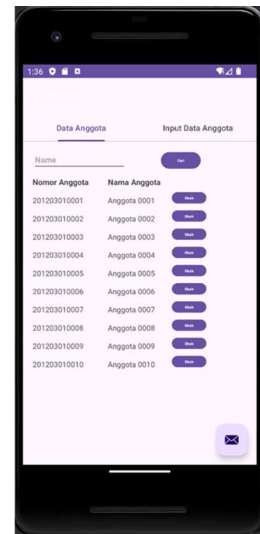 1:36
Data Anggota Input Data Anggota
Name Cari
Nomor Anggota Nama Anggota
201203010001 Anggota 0001
201203010002 Anggota 0002
201203010003 Anggota 0003
201203010004 Anggota 0004
201203010005 Anggota 0005
201203010006 Anggota 0006
201203010007 Anggota 0007
201203010008 Anggota 0008
201203010009 Anggota 0009
201203010010 Anggota 0010